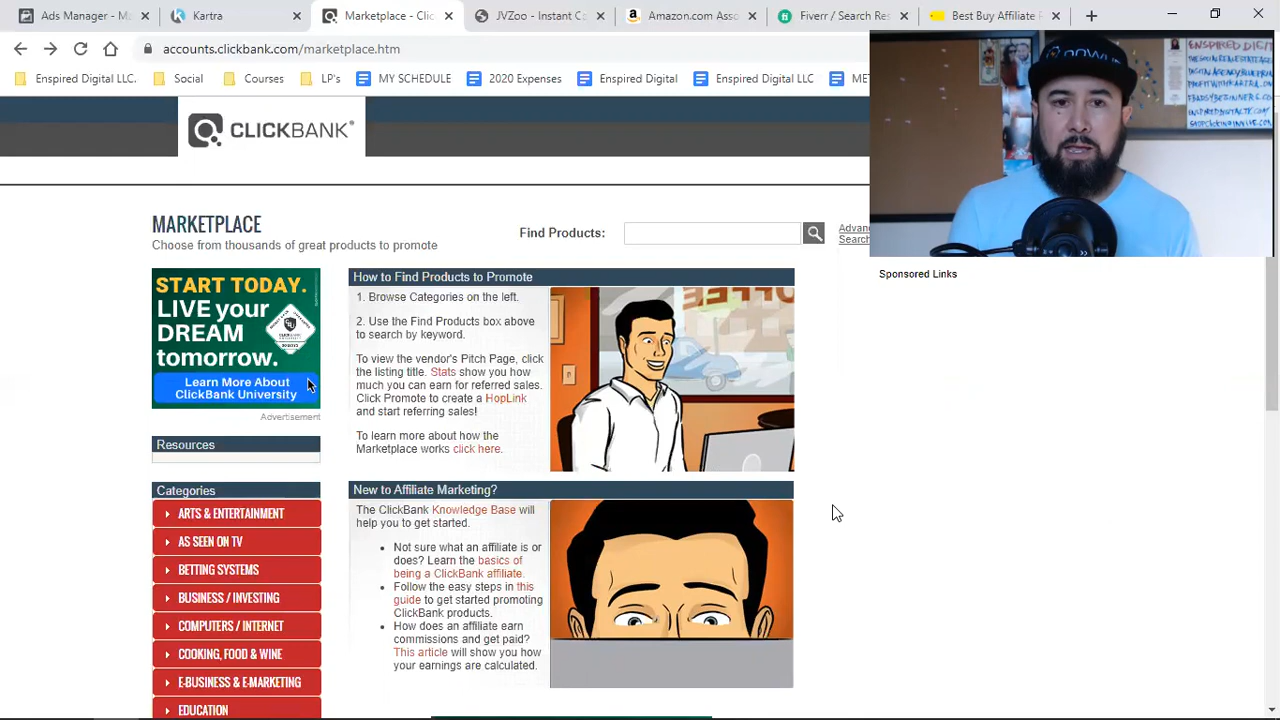 Ads Manager -
Kartra
Marketplace - Clic
JVZoo - Instant Co
Amazon.com Asso
Fiverr / Search Res
Best Buy Affiliate P
accounts.clickbank.com/marketplace.htm
Enspired Digital LLC.
Social
Courses
LP's
MY SCHEDULE
2020 Expenses
Enspired Digital
Enspired Digital LLC
CLICKBANK®
MARKETPLACE
Choose from thousands of great products to promote
Find Products:
Advan
Search
Sponsored Links
START TODAY.
LIVE your
DREAM
tomorrow.
Learn More About
ClickBank University
Advertisement
Resources
Categories
ARTS & ENTERTAINMENT
AS SEEN ON TV
BETTING SYSTEMS
BUSINESS / INVESTING
COMPUTERS / INTERNET
COOKING, FOOD & WINE
E-BUSINESS & E-MARKETING
EDUCATION
How to Find Products to Promote
1. Browse Categories on the left.
2. Use the Find Products box above
to search by keyword.
To view the vendor's Pitch Page, click
the listing title. Stats show you how
much you can earn for referred sales.
Click Promote to create a HopLink
and start referring sales!
To learn more about how the
Marketplace works click here.
New to Affiliate Marketing?
The ClickBank Knowledge Base will
help you to get started.
Not sure what an affiliate is or
does? Learn the basics of
being a ClickBank affiliate.
Follow the easy steps in this
guide to get started promoting
ClickBank products.
How does an affiliate earn
commissions and get paid?
This article will show you how
your earnings are calculated.